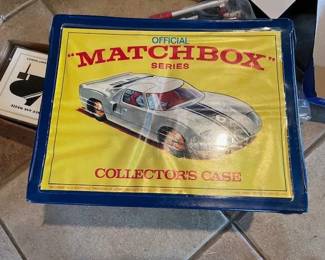 OFFICIAL
"MATCHBOX"
SERIES
COLLECTOR'S CASE